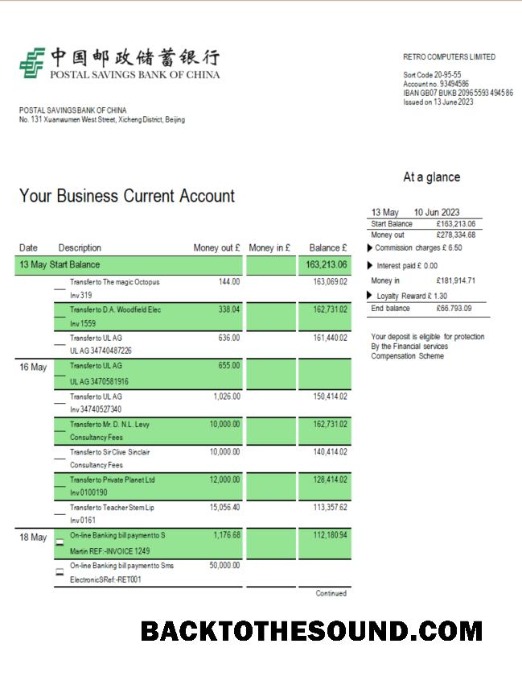 中国邮政储蓄银行
POSTAL SAVINGS BANK OF CHINA
RETRO COMPUTERS LIMITED
Sort Code 20-95-55
Account no. 93494586
IBAN GB07 BUKB 20965593 494586
Issued on 13 June 2023
POSTAL SAVINGS BANK OF CHINA
No. 131 Xuanwumen West Street, Xicheng District, Beijing
At a glance
13 May 10 Jun 2023
Start Balance £163,213.06
Money out £278,334.68
Commission charges £ 6.50
Interest paid £ 0.00
Money in £181,914.71
Loyalty Reward £ 1.30
End balance £66.793.09
Your deposit is eligible for protection
By the Financial services
Compensation Scheme
Your Business Current Account
Date Description Money out £ Money in £ Balance £
13 May Start Balance 163,213.06
Transfer to The magic Octopus 144.00 163,069.02
Inv 319
Transfer to D.A. Woodfield Elec 338.04 162,731.02
Inv 1559
Transfer to UL AG 636.00 161,440.02
UL AG 34740487226
16 May Transfer to UL AG 655.00
UL AG 3470581916
Transfer to UL AG 1,026.00 150,414.02
Inv 34740527340
Transfer to Mr. D. N.L. Levy 10,000.00 162,731.02
Consultancy Fees
Transfer to Sir Clive Sinclair 10,000.00 140,414.02
Consultancy Fees
Transfer to Private Planet Ltd 12,000.00 128,414.02
Inv 0100190
Transfer to Teacher Stem Lip 15,056.40 113,357.62
Inv 0161
18 May On-line Banking bill payment to S 1,176.68 112,180.94
Martin REF:-INVOICE 1249
On-line Banking bill payment to Sms 50,000.00
ElectronicSRef:-RET001
Continued
BACKTOTHESOUND.COM